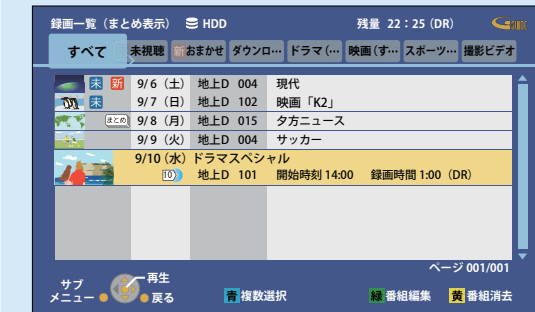 録画一覧（まとめ表示） HDD 残量 22：25 (DR) G-GUIDE
すべて 未視聴 新おまかせ ダウンロ… ドラマ (… 映画(す… スポーツ… 撮影ビデオ
未 新 9/6（土） 地上D 004 現代
未 9/7（日） 地上D 102 映画「K2」
まとめ 9/8（月） 地上D 015 夕方ニュース
9/9（火） 地上D 004 サッカー
9/10（水） ドラマスペシャル
10 地上D 101 開始時刻 14:00 録画時間 1:00（DR）
ページ 001/001
サブ
メニュー
再生
戻る
青 複数選択 緑 番組編集 黄 番組消去